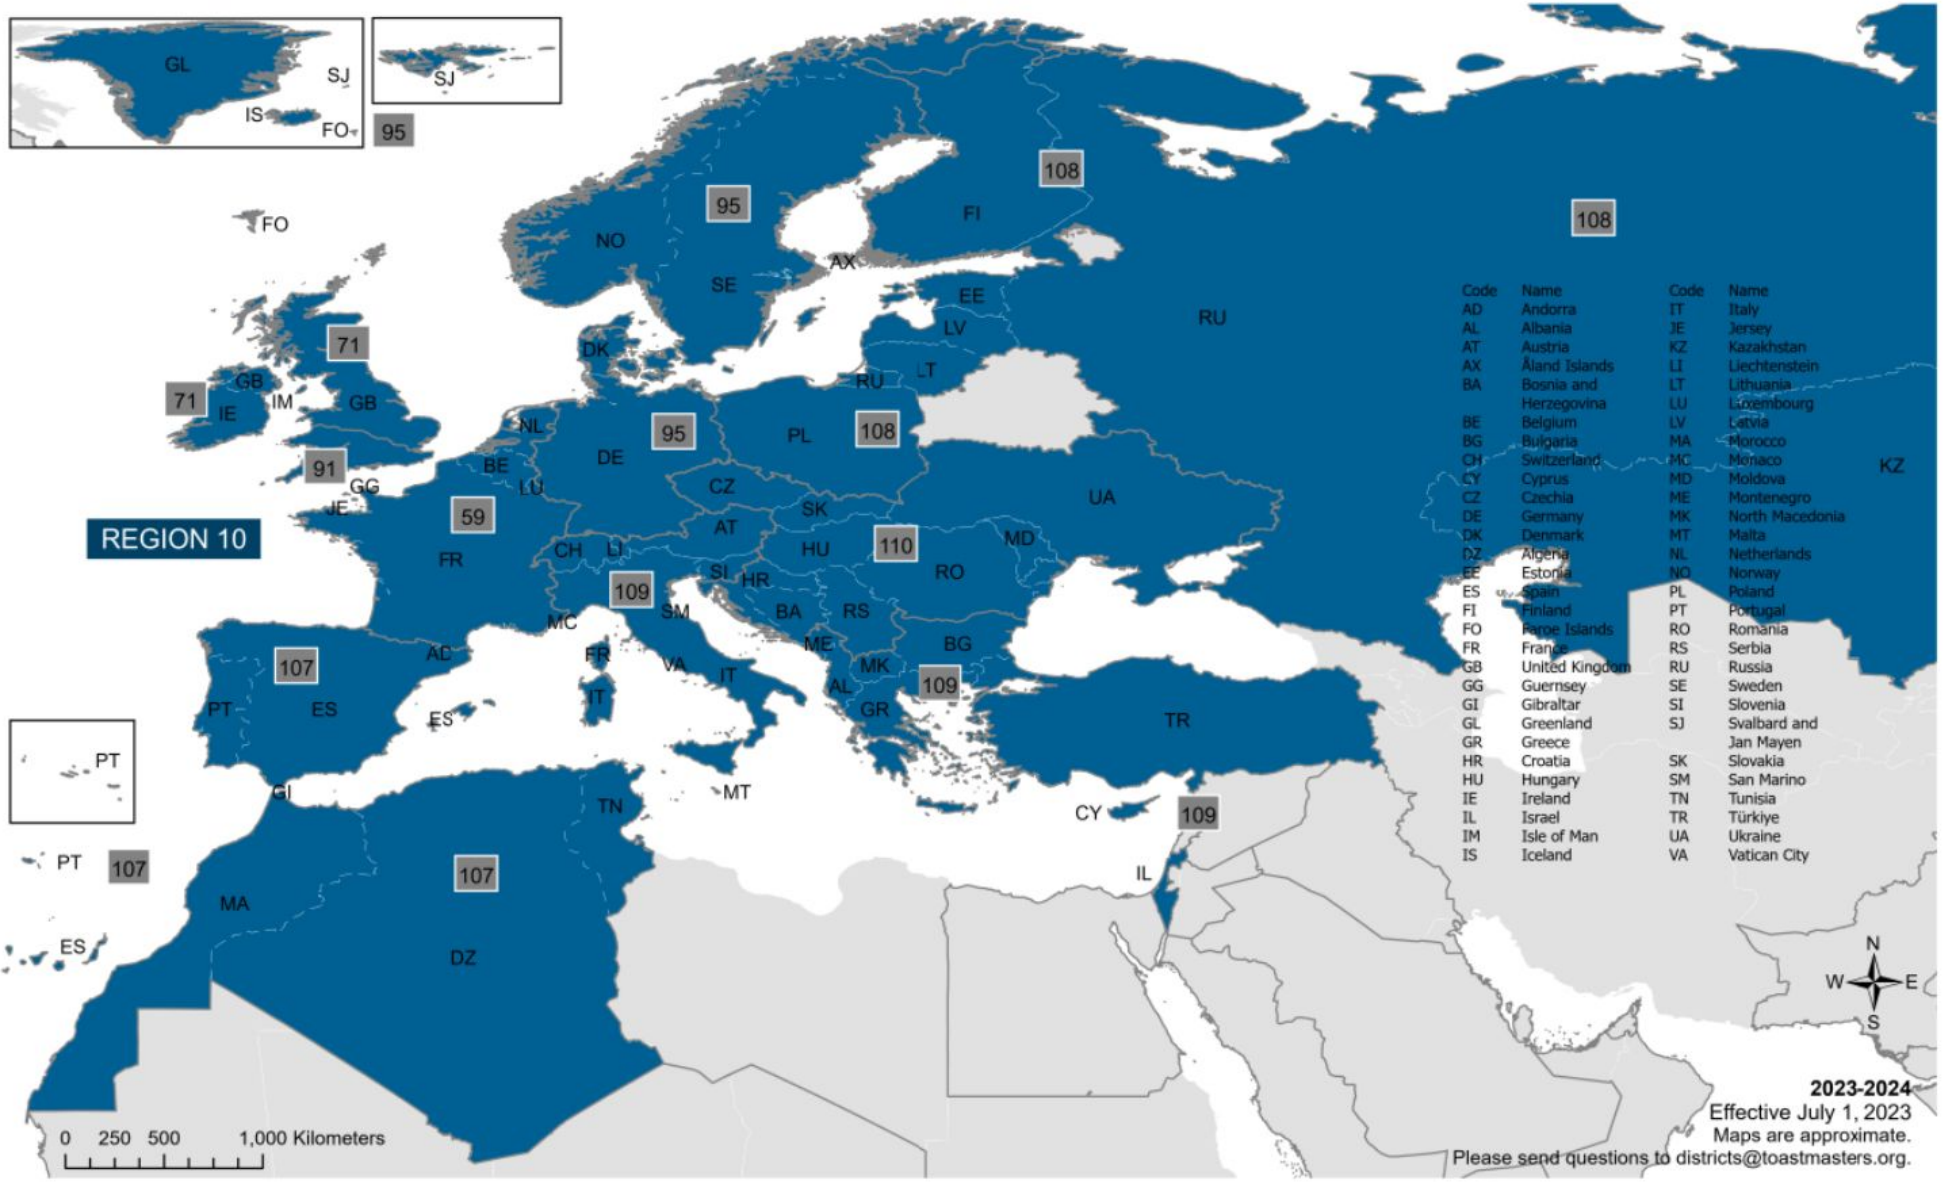 GL
SJ
IS
FO
SJ
95
FO
95
108
FI
108
NO
SE
AX
EE
LV
LT
RU
RU
71
DK
71
GB
IE
IM
GB
NL
95
PL
108
91
BE
DE
GG
LU
CZ
UA
KZ
JE
59
SK
REGION 10
FR
AT
CH
LI
HU
110
MD
RO
SI
HR
109
SM
BA
RS
MC
ME
BG
AD
FR
VA
MK
107
IT
IT
AL
109
PT
ES
ES
GR
TR
PT
GI
TN
MT
CY
109
PT
107
107
IL
MA
ES
DZ
Code Name Code Name
AD Andorra IT Italy
AL Albania JE Jersey
AT Austria KZ Kazakhstan
AX Åland Islands LI Liechtenstein
BA Bosnia and LT Lithuania
Herzegovina LU Luxembourg
BE Belgium LV Latvia
BG Bulgaria MA Morocco
CH Switzerland MC Monaco
CY Cyprus MD Moldova
CZ Czechia ME Montenegro
DE Germany MK North Macedonia
DK Denmark MT Malta
DZ Algeria NL Netherlands
EE Estonia NO Norway
ES Spain PL Poland
FI Finland PT Portugal
FO Faroe Islands RO Romania
FR France RS Serbia
GB United Kingdom RU Russia
GG Guernsey SE Sweden
GI Gibraltar SI Slovenia
GL Greenland SJ Svalbard and
GR Greece Jan Mayen
HR Croatia SK Slovakia
HU Hungary SM San Marino
IE Ireland TN Tunisia
IL Israel TR Türkiye
IM Isle of Man UA Ukraine
IS Iceland VA Vatican City
N
W E
S
2023-2024
Effective July 1, 2023
Maps are approximate.
Please send questions to districts@toastmasters.org.
0 250 500 1,000 Kilometers